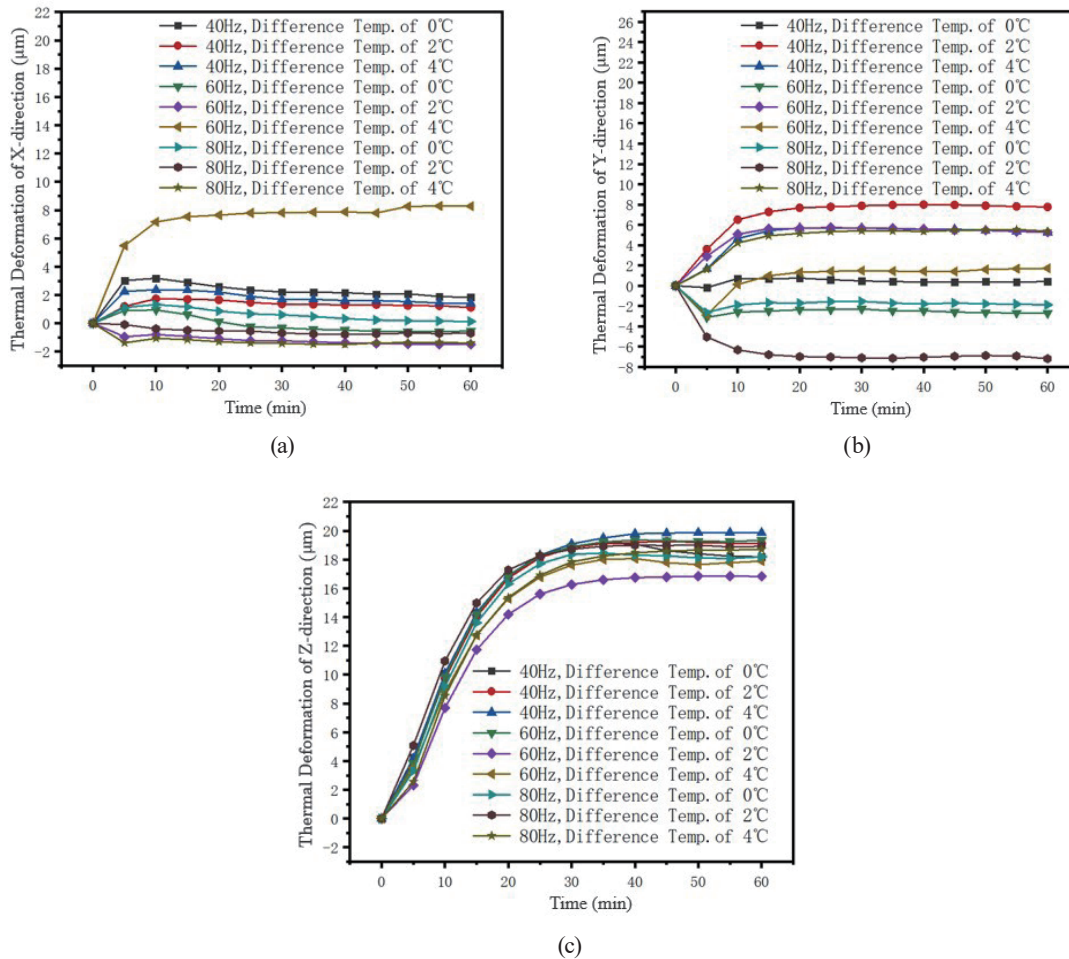 22
20
18
16
14
12
10
8
6
4
2
0
-2
Thermal Deformation of X-direction (μm)
40Hz,Difference Temp.of 0℃
40Hz,Difference Temp.of 2℃
40Hz,Difference Temp.of 4℃
60Hz,Difference Temp.of 0℃
60Hz,Difference Temp.of 2℃
60Hz,Difference Temp.of 4℃
80Hz,Difference Temp.of 0℃
80Hz,Difference Temp.of 2℃
80Hz,Difference Temp.of 4℃
0 10 20 30 40 50 60
Time (min)
(a)
26
24
22
20
18
16
14
12
10
8
6
4
2
0
-2
-4
-6
-8
Thermal Deformation of Y-direction (μm)
40Hz,Difference Temp.of 0℃
40Hz,Difference Temp.of 2℃
40Hz,Difference Temp.of 4℃
60Hz,Difference Temp.of 0℃
60Hz,Difference Temp.of 2℃
60Hz,Difference Temp.of 4℃
80Hz,Difference Temp.of 0℃
80Hz,Difference Temp.of 2℃
80Hz,Difference Temp.of 4℃
0 10 20 30 40 50 60
Time (min)
(b)
22
20
18
16
14
12
10
8
6
4
2
0
-2
Thermal Deformation of Z-direction (μm)
40Hz,Difference Temp.of 0℃
40Hz,Difference Temp.of 2℃
40Hz,Difference Temp.of 4℃
60Hz,Difference Temp.of 0℃
60Hz,Difference Temp.of 2℃
60Hz,Difference Temp.of 4℃
80Hz,Difference Temp.of 0℃
80Hz,Difference Temp.of 2℃
80Hz,Difference Temp.of 4℃
0 10 20 30 40 50 60
Time (min)
(c)